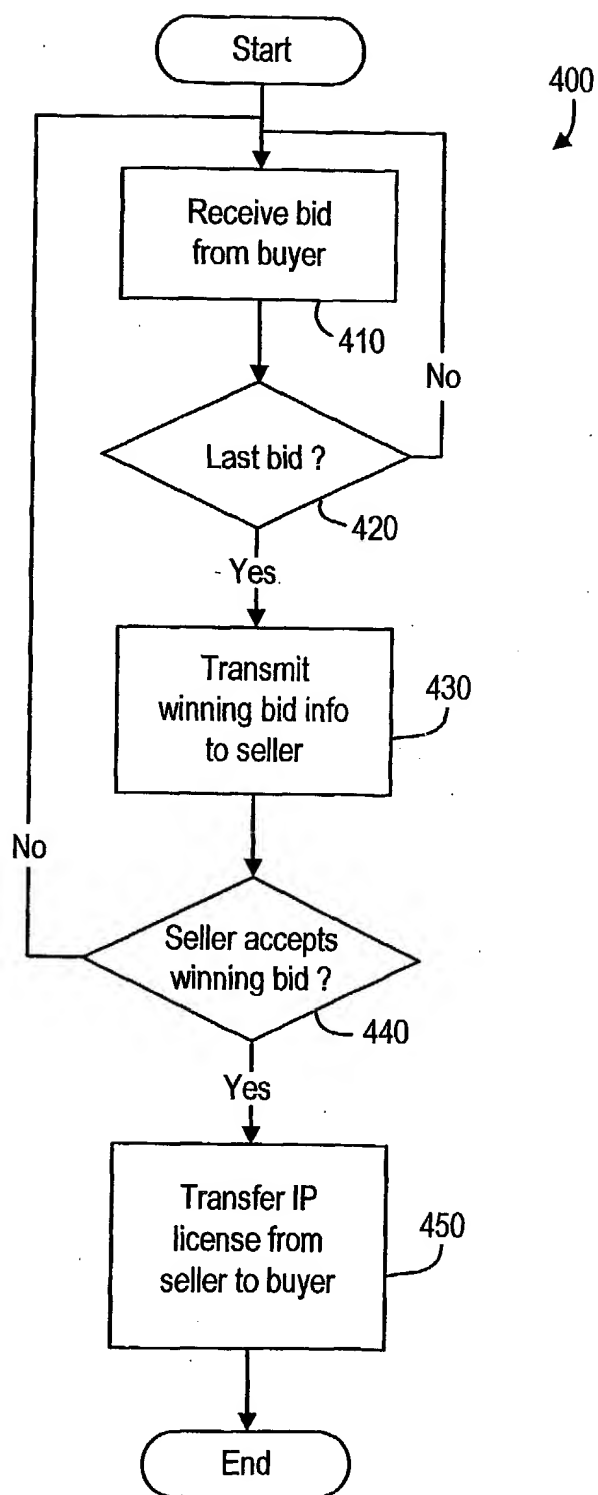 Start
400
Receive bid
from buyer
410
No
Last bid ?
420
Yes
Transmit
winning bid info
to seller
430
No
Seller accepts
winning bid ?
440
Yes
Transfer IP
license from
seller to buyer
450
End